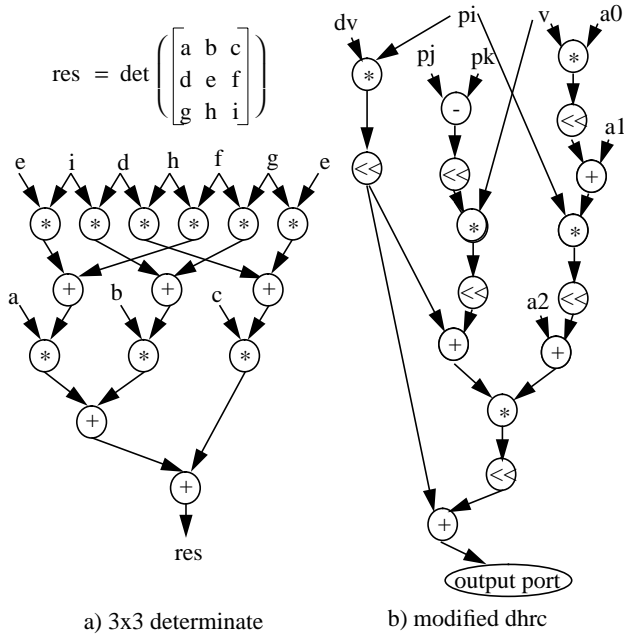 res = det ( [ a b c
d e f
g h i ] )
e i d h f g e
* * * * * *
+ + +
a b c
* * *
+
+
res
a) 3x3 determinate
dv pi v a0
pj pk
* - *
<<
a1
<< << +
* *
<< <<
a2
+ +
*
<<
+
output port
b) modified dhrc